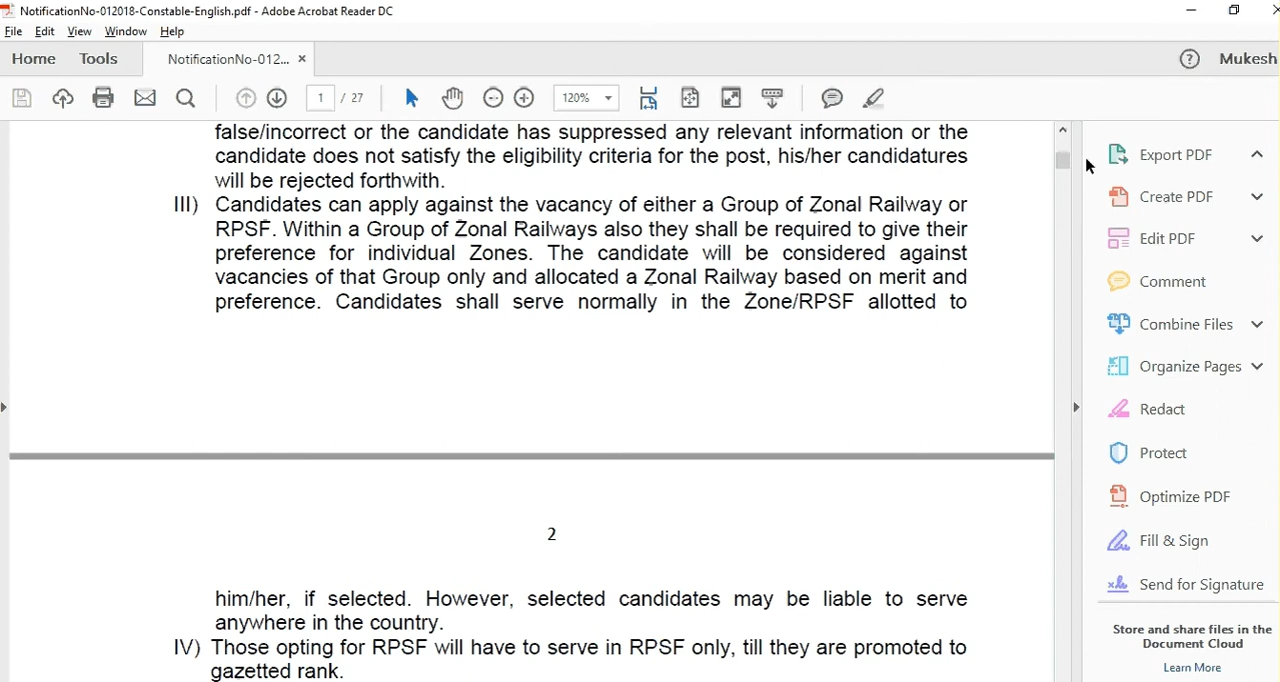 NotificationNo-012018-Constable-English.pdf - Adobe Acrobat Reader DC
File Edit View Window Help
Home Tools NotificationNo-012... × ? Mukesh
1 / 27 120%
false/incorrect or the candidate has suppressed any relevant information or the
candidate does not satisfy the eligibility criteria for the post, his/her candidatures
will be rejected forthwith.
III) Candidates can apply against the vacancy of either a Group of Zonal Railway or
RPSF. Within a Group of Zonal Railways also they shall be required to give their
preference for individual Zones. The candidate will be considered against
vacancies of that Group only and allocated a Zonal Railway based on merit and
preference. Candidates shall serve normally in the Zone/RPSF allotted to
2
him/her, if selected. However, selected candidates may be liable to serve
anywhere in the country.
IV) Those opting for RPSF will have to serve in RPSF only, till they are promoted to
gazetted rank.
Export PDF
Create PDF
Edit PDF
Comment
Combine Files
Organize Pages
Redact
Protect
Optimize PDF
Fill & Sign
Send for Signature
Store and share files in the
Document Cloud
Learn More